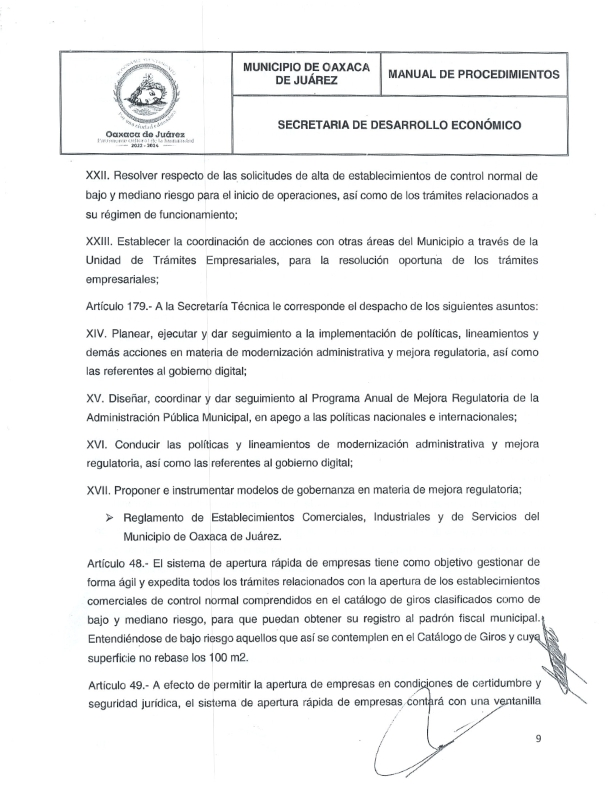 MUNICIPIO DE OAXACA
DE JUÁREZ
MANUAL DE PROCEDIMIENTOS
Oaxaca de Juárez
2022 - 2024
SECRETARIA DE DESARROLLO ECONÓMICO
XXII. Resolver respecto de las solicitudes de alta de establecimientos de control normal de
bajo y mediano riesgo para el inicio de operaciones, así como de los trámites relacionados a
su régimen de funcionamiento;
XXIII. Establecer la coordinación de acciones con otras áreas del Municipio a través de la
Unidad de Trámites Empresariales, para la resolución oportuna de los trámites
empresariales;
Artículo 179.- A la Secretaría Técnica le corresponde el despacho de los siguientes asuntos:
XIV. Planear, ejecutar y dar seguimiento a la implementación de políticas, lineamientos y
demás acciones en materia de modernización administrativa y mejora regulatoria, así como
las referentes al gobierno digital;
XV. Diseñar, coordinar y dar seguimiento al Programa Anual de Mejora Regulatoria de la
Administración Pública Municipal, en apego a las políticas nacionales e internacionales;
XVI. Conducir las políticas y lineamientos de modernización administrativa y mejora
regulatoria, así como las referentes al gobierno digital;
XVII. Proponer e instrumentar modelos de gobernanza en materia de mejora regulatoria;
➢ Reglamento de Establecimientos Comerciales, Industriales y de Servicios del
Municipio de Oaxaca de Juárez.
Artículo 48.- El sistema de apertura rápida de empresas tiene como objetivo gestionar de
forma ágil y expedita todos los trámites relacionados con la apertura de los establecimientos
comerciales de control normal comprendidos en el catálogo de giros clasificados como de
bajo y mediano riesgo, para que puedan obtener su registro al padrón fiscal municipal.
Entendiéndose de bajo riesgo aquellos que así se contemplen en el Catálogo de Giros y cuya
superficie no rebase los 100 m2.
Artículo 49.- A efecto de permitir la apertura de empresas en condiciones de certidumbre y
seguridad jurídica, el sistema de apertura rápida de empresas contará con una ventanilla
9